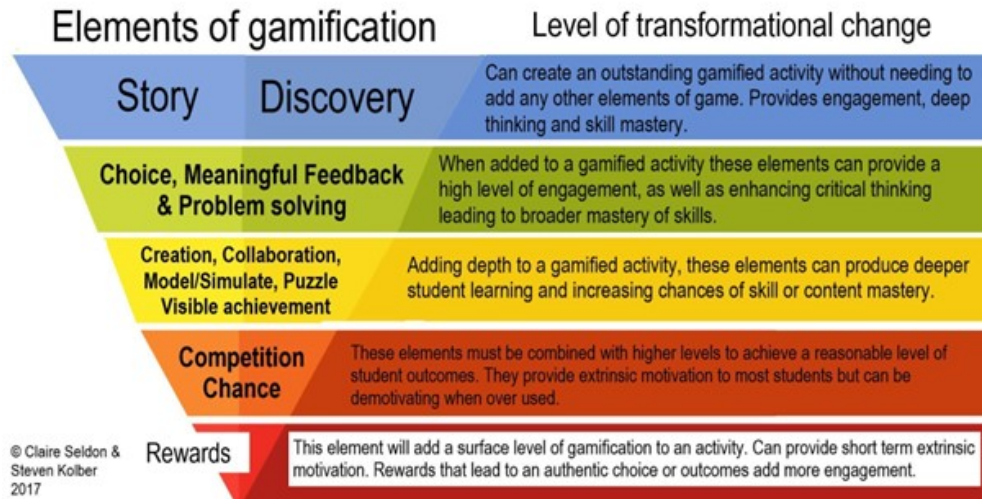 Elements of gamification
Level of transformational change
Story Discovery
Can create an outstanding gamified activity without needing to
add any other elements of game. Provides engagement, deep
thinking and skill mastery.
Choice, Meaningful Feedback
& Problem solving
When added to a gamified activity these elements can provide a
high level of engagement, as well as enhancing critical thinking
leading to broader mastery of skills.
Creation, Collaboration,
Model/Simulate, Puzzle
Visible achievement
Adding depth to a gamified activity, these elements can produce deeper
student learning and increasing chances of skill or content mastery.
Competition
Chance
These elements must be combined with higher levels to achieve a reasonable level of
student outcomes. They provide extrinsic motivation to most students but can be
demotivating when over used.
© Claire Seldon &
Steven Kolber
2017
Rewards
This element will add a surface level of gamification to an activity. Can provide short term extrinsic
motivation. Rewards that lead to an authentic choice or outcomes add more engagement.